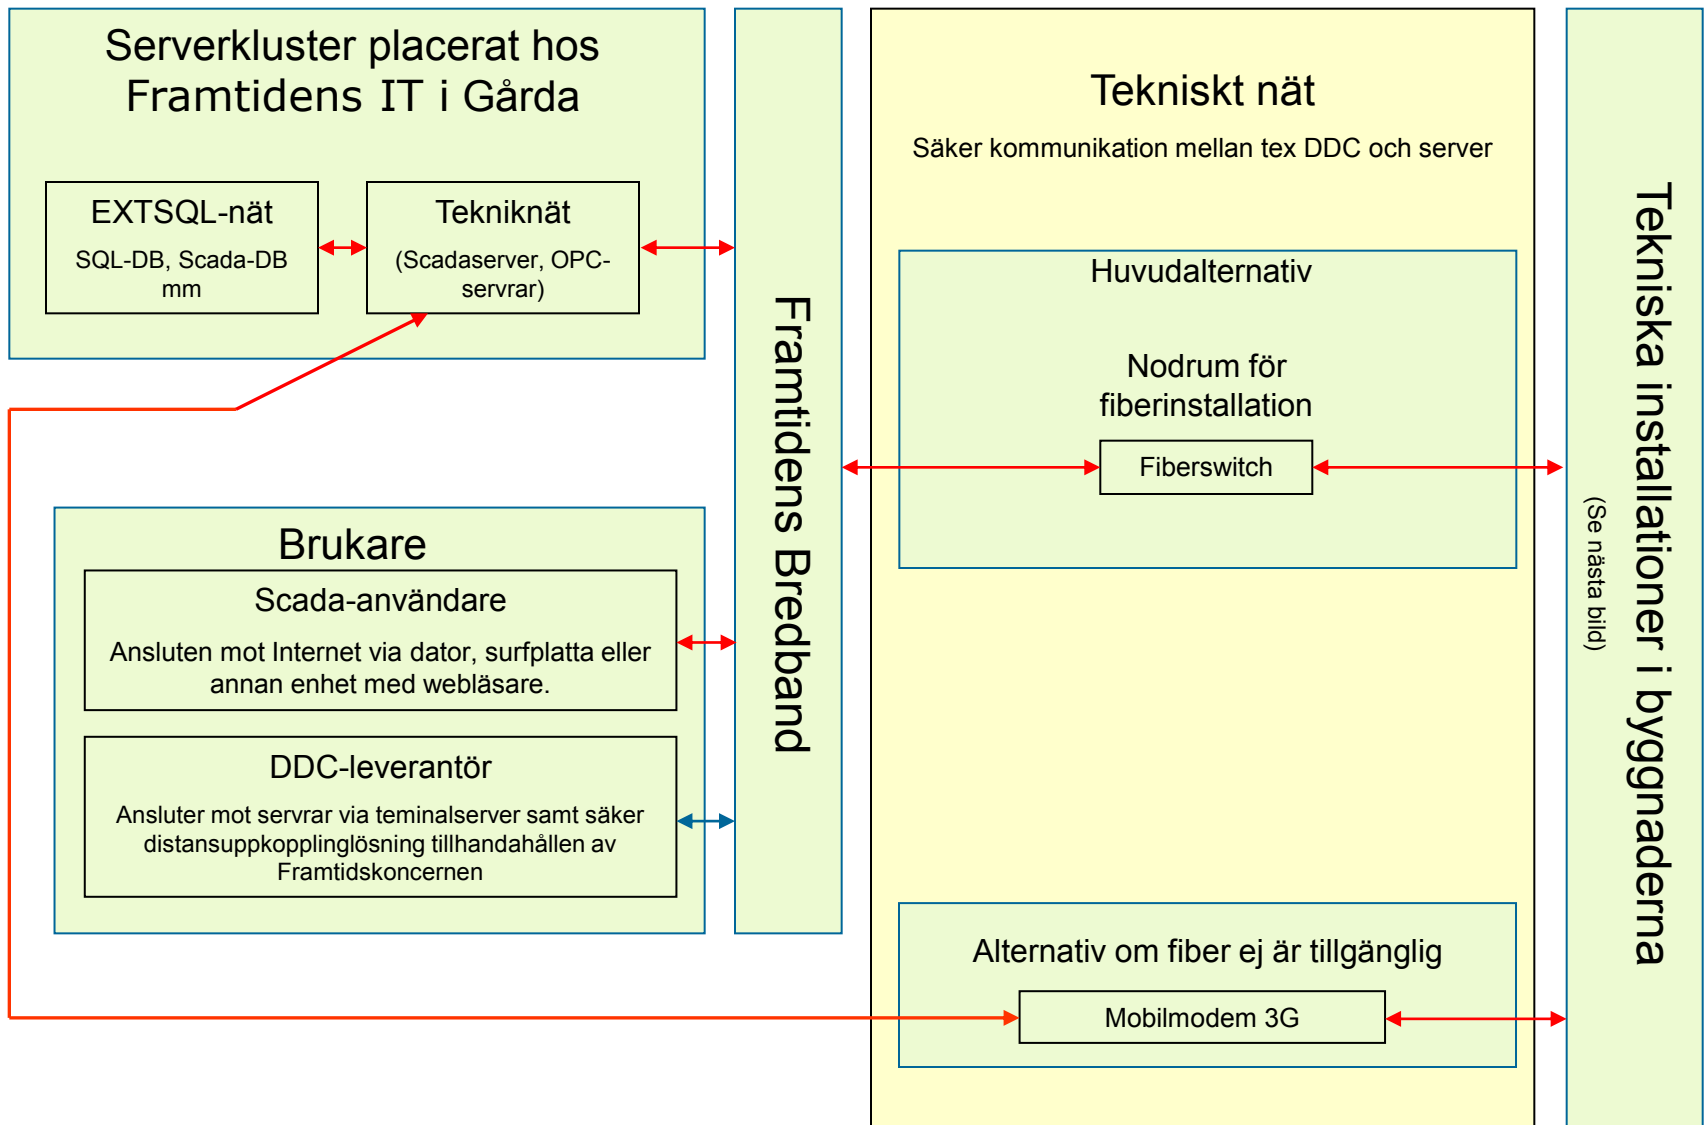 Serverkluster placerat hos
Framtidens IT i Gårda
EXTSQL-nät
SQL-DB, Scada-DB
mm
Tekniknät
(Scadaserver, OPC-
servrar)
Brukare
Scada-användare
Ansluten mot Internet via dator, surfplatta eller
annan enhet med webläsare.
DDC-leverantör
Ansluter mot servrar via teminalserver samt säker
distansuppkopplinglösning tillhandahållen av
Framtidskoncernen
Framtidens Bredband
Tekniskt nät
Säker kommunikation mellan tex DDC och server
Huvudalternativ
Nodrum för
fiberinstallation
Fiberswitch
Alternativ om fiber ej är tillgänglig
Mobilmodem 3G
Tekniska installationer i byggnaderna
(Se nästa bild)